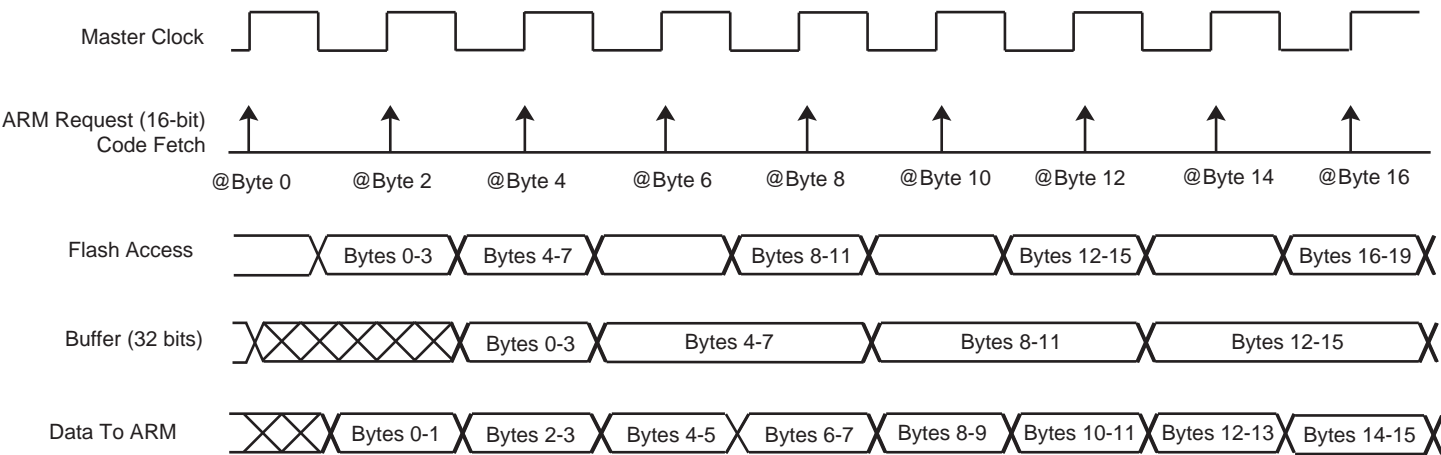 Master Clock
ARM Request (16-bit)
Code Fetch
@Byte 0 @Byte 2 @Byte 4 @Byte 6 @Byte 8 @Byte 10 @Byte 12 @Byte 14 @Byte 16
Flash Access Bytes 0-3 Bytes 4-7 Bytes 8-11 Bytes 12-15 Bytes 16-19
Buffer (32 bits) Bytes 0-3 Bytes 4-7 Bytes 8-11 Bytes 12-15
Data To ARM Bytes 0-1 Bytes 2-3 Bytes 4-5 Bytes 6-7 Bytes 8-9 Bytes 10-11 Bytes 12-13 Bytes 14-15